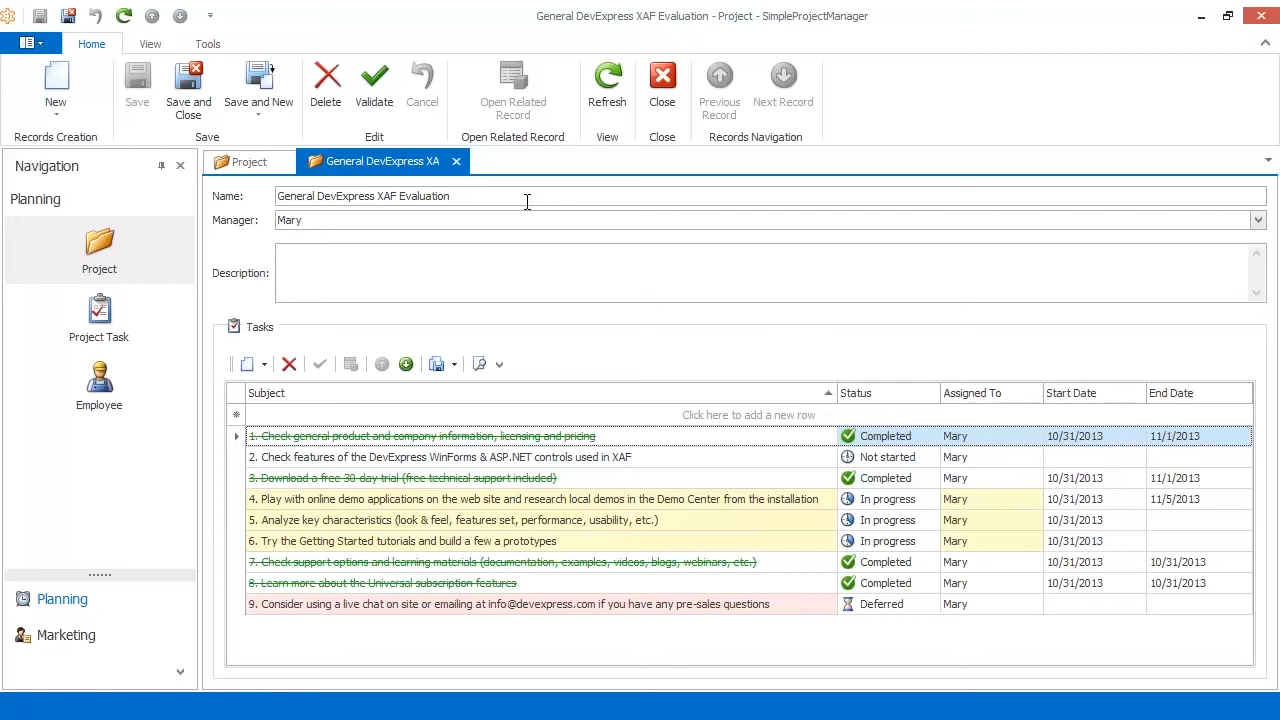 General DevExpress XAF Evaluation - Project - SimpleProjectManager
Home View Tools
New
Save
Save and Close
Save and New
Delete
Validate
Cancel
Open Related Record
Refresh
Close
Previous Record
Next Record
Records Creation
Save
Edit
Open Related Record
View
Close
Records Navigation
Navigation
Planning
Project
Project Task
Employee
Planning
Marketing
Project
General DevExpress XA
Name: General DevExpress XAF Evaluation
Manager: Mary
Description:
Tasks
Subject Status Assigned To Start Date End Date
Click here to add a new row
1. Check general product and company information, licensing and pricing Completed Mary 10/31/2013 11/1/2013
2. Check features of the DevExpress WinForms & ASP.NET controls used in XAF Not started Mary
3. Download a free 30-day trial (free technical support included) Completed Mary 10/31/2013 11/1/2013
4. Play with online demo applications on the web site and research local demos in the Demo Center from the installation In progress Mary 10/31/2013 11/5/2013
5. Analyze key characteristics (look & feel, features set, performance, usability, etc.) In progress Mary 10/31/2013
6. Try the Getting Started tutorials and build a few a prototypes In progress Mary 10/31/2013
7. Check support options and learning materials (documentation, examples, videos, blogs, webinars, etc.) Completed Mary 10/31/2013 10/31/2013
8. Learn more about the Universal subscription features Completed Mary 10/31/2013 10/31/2013
9. Consider using a live chat on site or emailing at info@devexpress.com if you have any pre-sales questions Deferred Mary